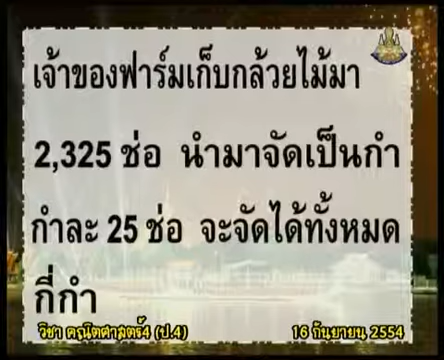 เจ้าของฟาร์มเก็บกล้วยไม้มา
2,325 ช่อ นำมาจัดเป็นกำ
กำละ 25 ช่อ จะจัดได้ทั้งหมด
กี่กำ
วิชา คณิตศาสตร์4 (ป.4) 16 กันยายน 2554